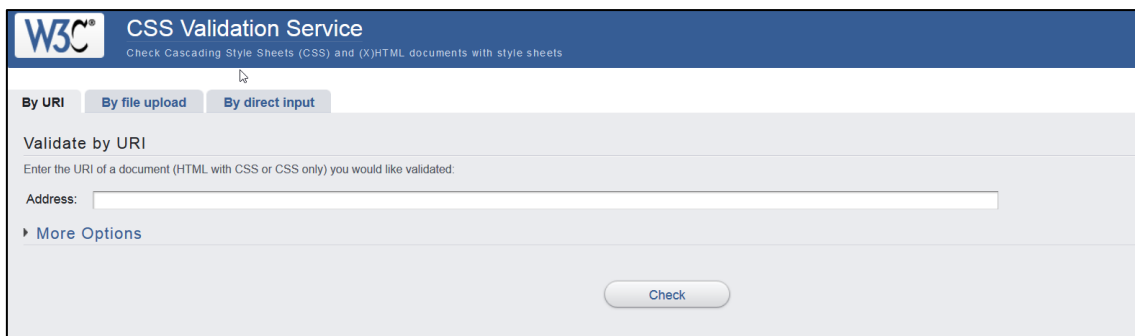 W3C®
CSS Validation Service
Check Cascading Style Sheets (CSS) and (X)HTML documents with style sheets
By URI By file upload By direct input
Validate by URI
Enter the URI of a document (HTML with CSS or CSS only) you would like validated:
Address:
More Options
Check